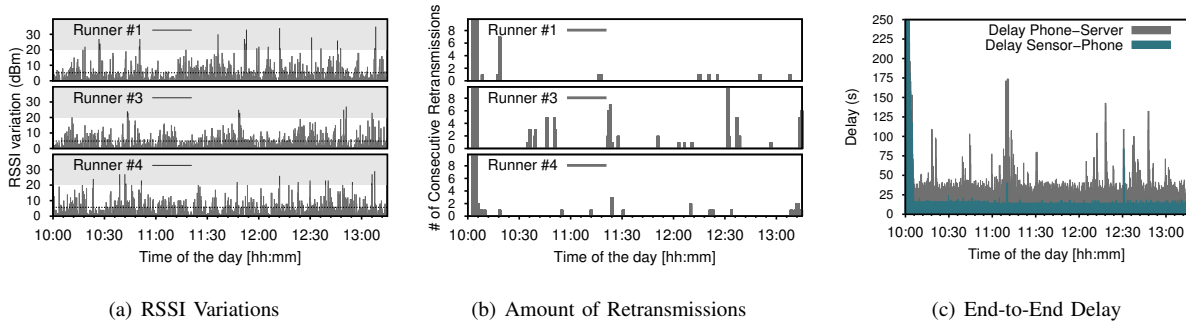 RSSI variation (dBm)
Runner #1
30
20
10
0
Runner #3
30
20
10
0
Runner #4
30
20
10
0
10:00 10:30 11:00 11:30 12:00 12:30 13:00
Time of the day [hh:mm]
(a) RSSI Variations
# of Consecutive Retransmissions
Runner #1
8
6
4
2
0
Runner #3
8
6
4
2
0
Runner #4
8
6
4
2
0
10:00 10:30 11:00 11:30 12:00 12:30 13:00
Time of the day [hh:mm]
(b) Amount of Retransmissions
Delay (s)
Delay Phone–Server
Delay Sensor–Phone
250
225
200
175
150
125
100
75
50
25
0
10:00 10:30 11:00 11:30 12:00 12:30 13:00
Time of the day [hh:mm]
(c) End-to-End Delay